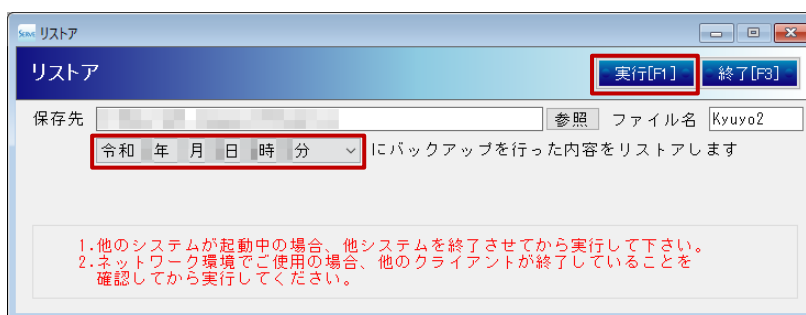 Serve リストア
リストア 実行[F1] 終了[F3]
保存先 参照 ファイル名 Kyuyo2
令和 年 月 日 時 分 にバックアップを行った内容をリストアします
1.他のシステムが起動中の場合、他システムを終了させてから実行して下さい。
2.ネットワーク環境でご使用の場合、他のクライアントが終了していることを
確認してから実行してください。